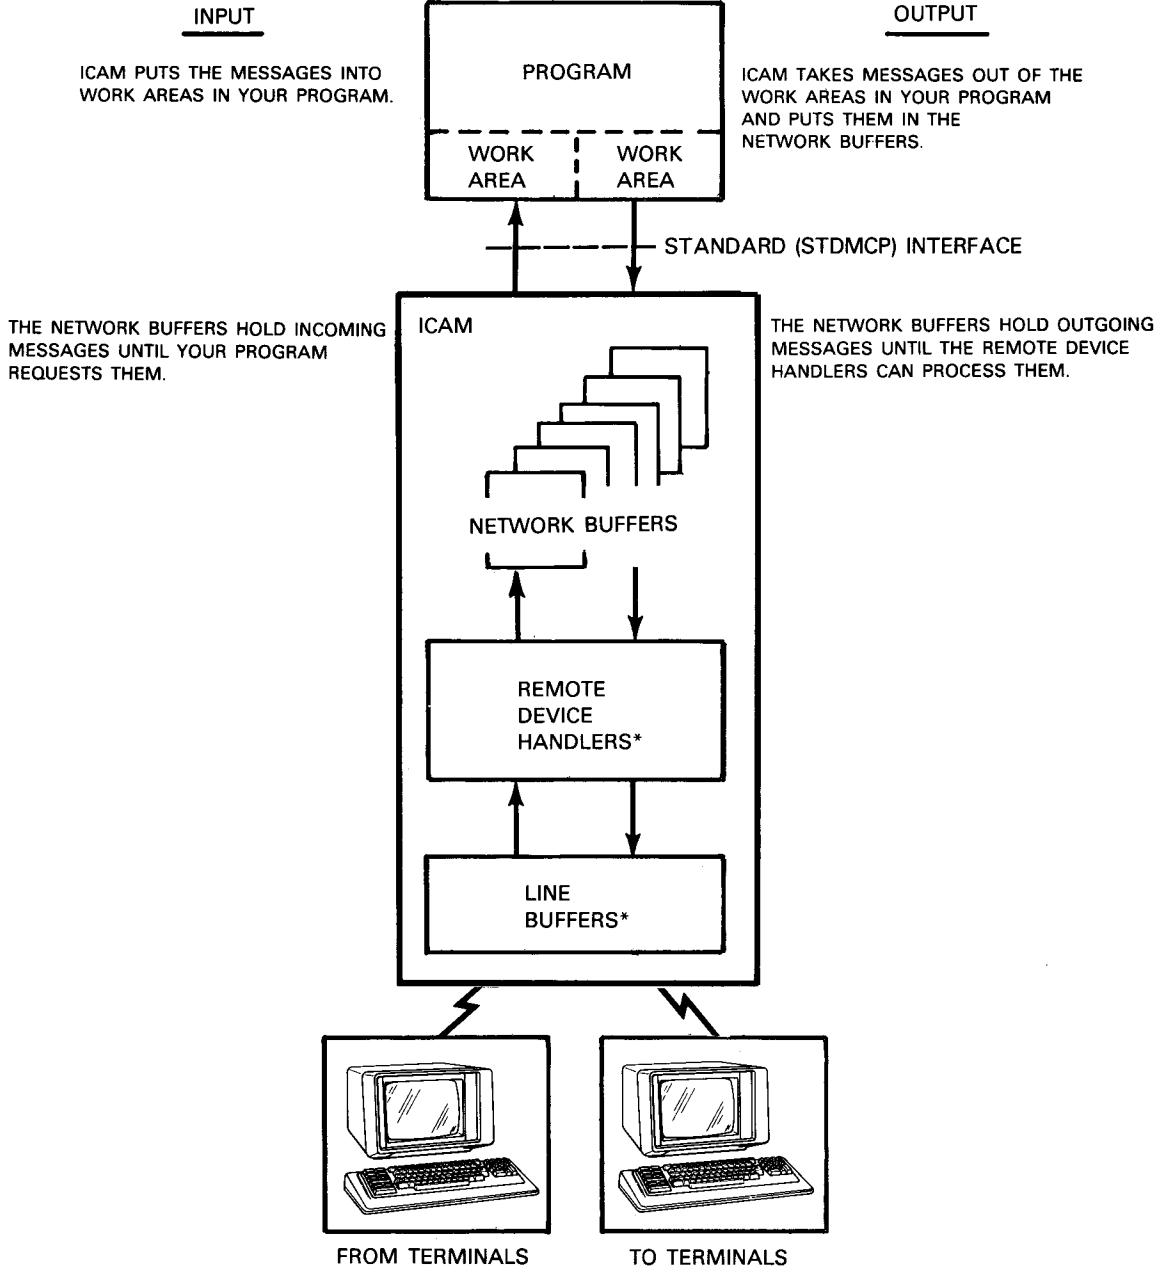 INPUT
OUTPUT
ICAM PUTS THE MESSAGES INTO
WORK AREAS IN YOUR PROGRAM.
PROGRAM
ICAM TAKES MESSAGES OUT OF THE
WORK AREAS IN YOUR PROGRAM
AND PUTS THEM IN THE
NETWORK BUFFERS.
WORK
AREA
WORK
AREA
STANDARD (STDMCP) INTERFACE
THE NETWORK BUFFERS HOLD INCOMING
MESSAGES UNTIL YOUR PROGRAM
REQUESTS THEM.
ICAM
THE NETWORK BUFFERS HOLD OUTGOING
MESSAGES UNTIL THE REMOTE DEVICE
HANDLERS CAN PROCESS THEM.
NETWORK BUFFERS
REMOTE
DEVICE
HANDLERS*
LINE
BUFFERS*
FROM TERMINALS
TO TERMINALS